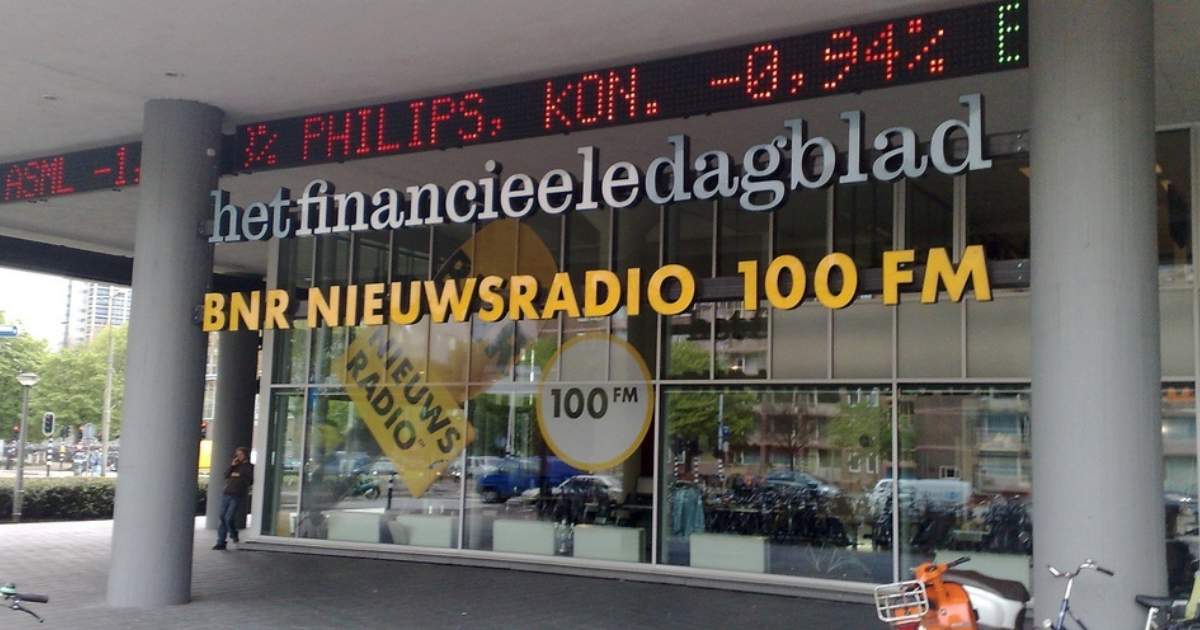 ASML -1
% PHILIPS, KON. -0,94% E
hetfinancieeledagblad
BNR NIEUWSRADIO 100 FM
NIEUWS
RADIO
100 FM